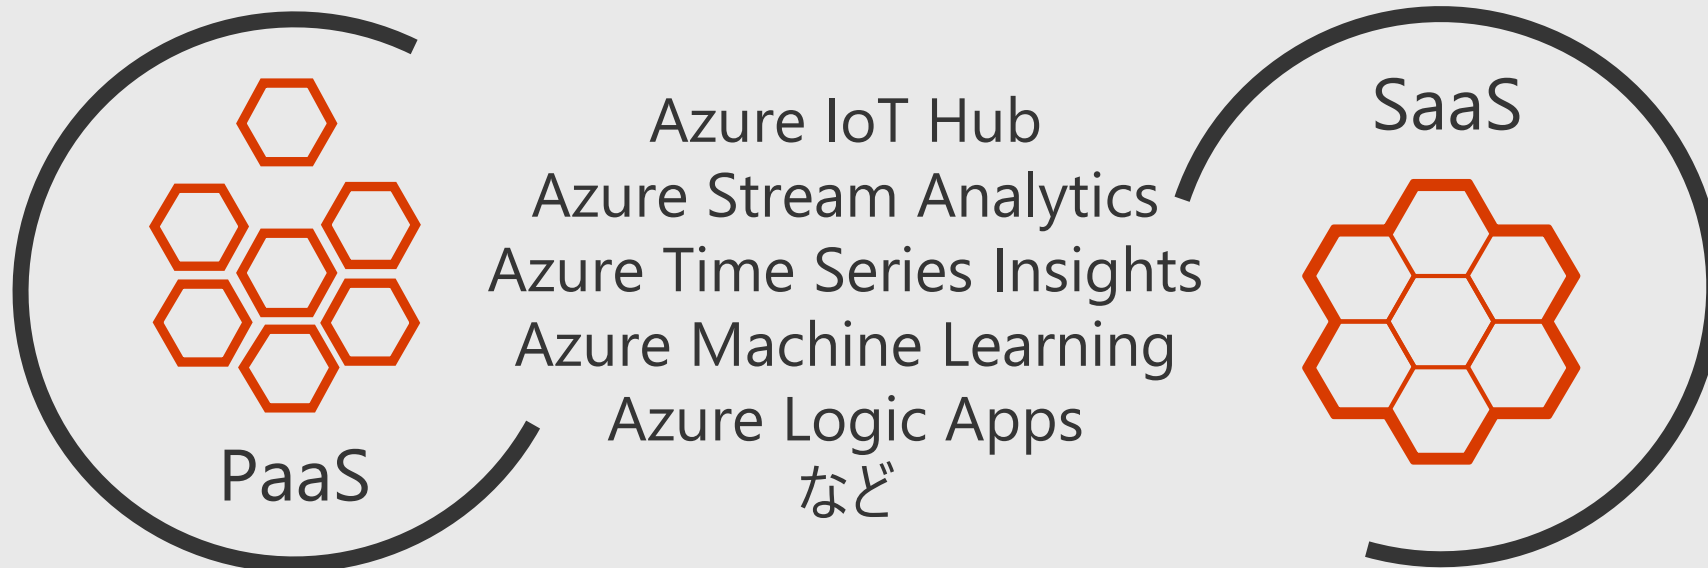 PaaS
Azure IoT Hub
Azure Stream Analytics
Azure Time Series Insights
Azure Machine Learning
Azure Logic Apps
など
SaaS